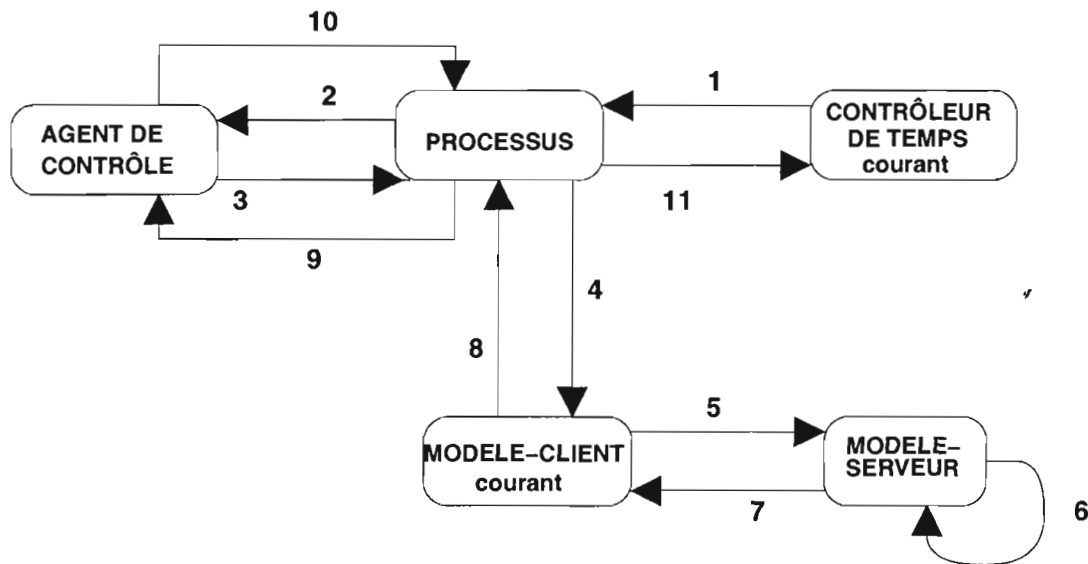 10
2
1
AGENT DE
CONTRÔLE
PROCESSUS
CONTRÔLEUR
DE TEMPS
courant
3
11
9
4
8
5
MODELE–CLIENT
courant
MODELE–
SERVEUR
7
6